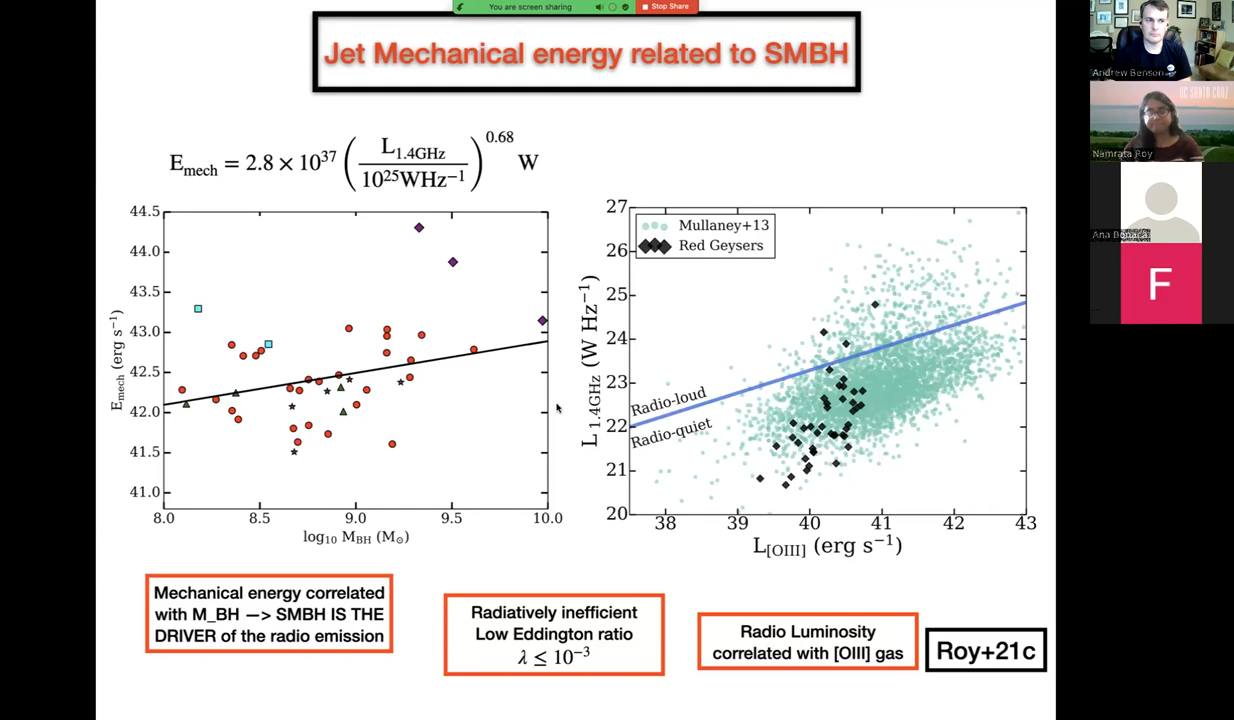 You are screen sharing
Stop Share
Jet Mechanical energy related to SMBH
E_mech = 2.8 × 10^37 (L_1.4GHz / 10^25 WHz^−1)^0.68 W
44.5
44.0
43.5
43.0
42.5
42.0
41.5
41.0
E_mech (erg s^−1)
8.0 8.5 9.0 9.5 10.0
log10 M_BH (M_⊙)
27
26
25
24
23
22
21
20
L_1.4GHz (W Hz^−1)
Mullaney+13
Red Geysers
Radio-loud
Radio-quiet
38 39 40 41 42 43
L_[OIII] (erg s^−1)
Mechanical energy correlated
with M_BH —> SMBH IS THE
DRIVER of the radio emission
Radiatively inefficient
Low Eddington ratio
λ ≤ 10^−3
Radio Luminosity
correlated with [OIII] gas
Roy+21c
Andrew Benson
UC SANTA CRUZ
Namrata Roy
Ana Bonaca
F